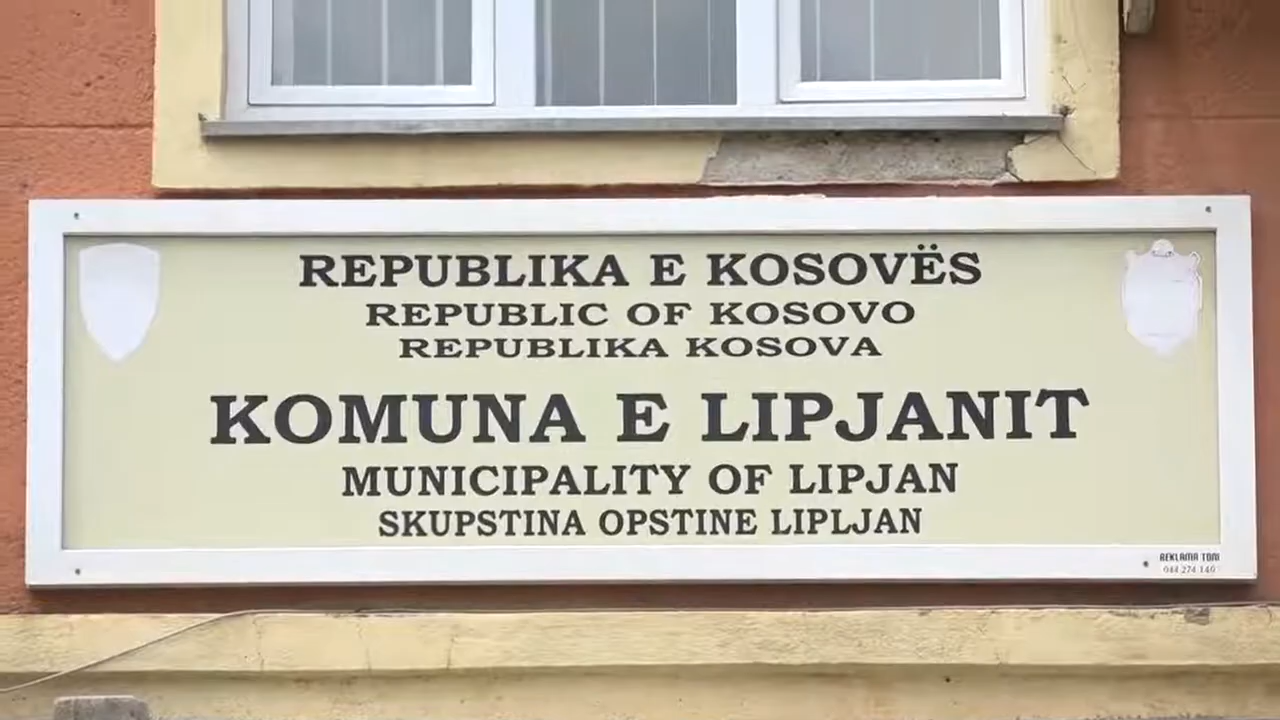 REPUBLIKA E KOSOVËS
REPUBLIC OF KOSOVO
REPUBLIKA KOSOVA
KOMUNA E LIPJANIT
MUNICIPALITY OF LIPJAN
SKUPSTINA OPSTINE LIPLJAN
REKLAMA TONI
044 274 140